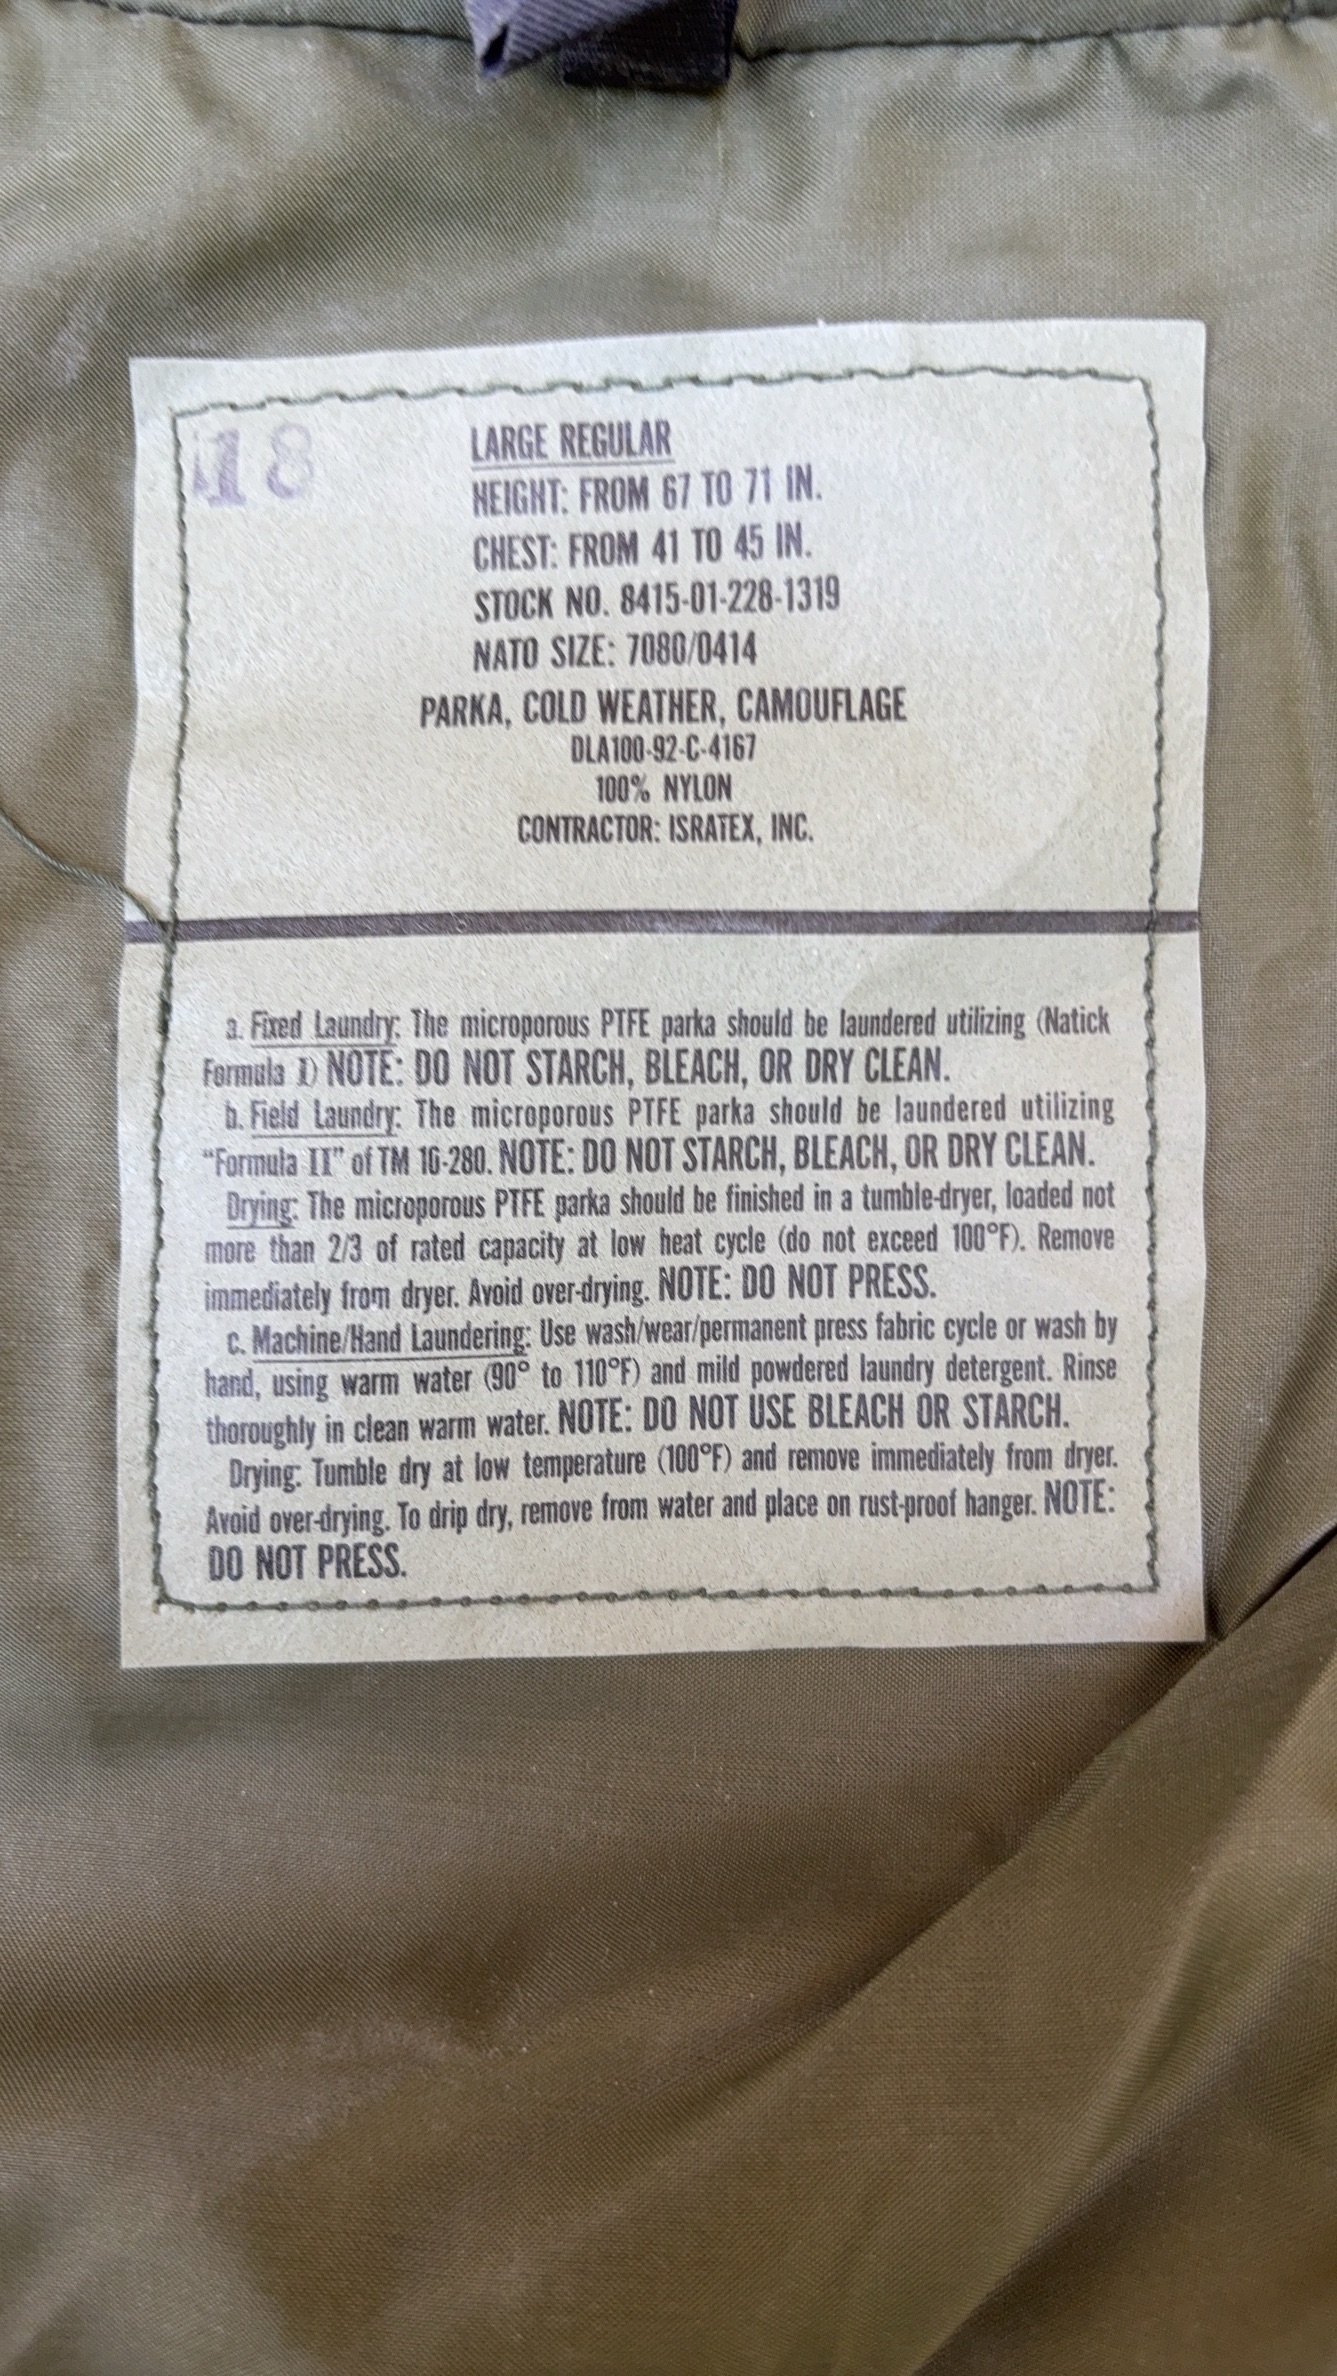 18
LARGE REGULAR
HEIGHT: FROM 67 TO 71 IN.
CHEST: FROM 41 TO 45 IN.
STOCK NO. 8415-01-228-1319
NATO SIZE: 7080/0414
PARKA, COLD WEATHER, CAMOUFLAGE
DLA100-92-C-4167
100% NYLON
CONTRACTOR: ISRATEX, INC.
a. Fixed Laundry: The microporous PTFE parka should be laundered utilizing (Natick
Formula I) NOTE: DO NOT STARCH, BLEACH, OR DRY CLEAN.
b. Field Laundry: The microporous PTFE parka should be laundered utilizing
“Formula II” of TM 10-280. NOTE: DO NOT STARCH, BLEACH, OR DRY CLEAN.
Drying: The microporous PTFE parka should be finished in a tumble-dryer, loaded not
more than 2/3 of rated capacity at low heat cycle (do not exceed 100°F). Remove
immediately from dryer. Avoid over-drying. NOTE: DO NOT PRESS.
c. Machine/Hand Laundering: Use wash/wear/permanent press fabric cycle or wash by
hand, using warm water (90° to 110°F) and mild powdered laundry detergent. Rinse
thoroughly in clean warm water. NOTE: DO NOT USE BLEACH OR STARCH.
Drying: Tumble dry at low temperature (100°F) and remove immediately from dryer.
Avoid over-drying. To drip dry, remove from water and place on rust-proof hanger. NOTE:
DO NOT PRESS.